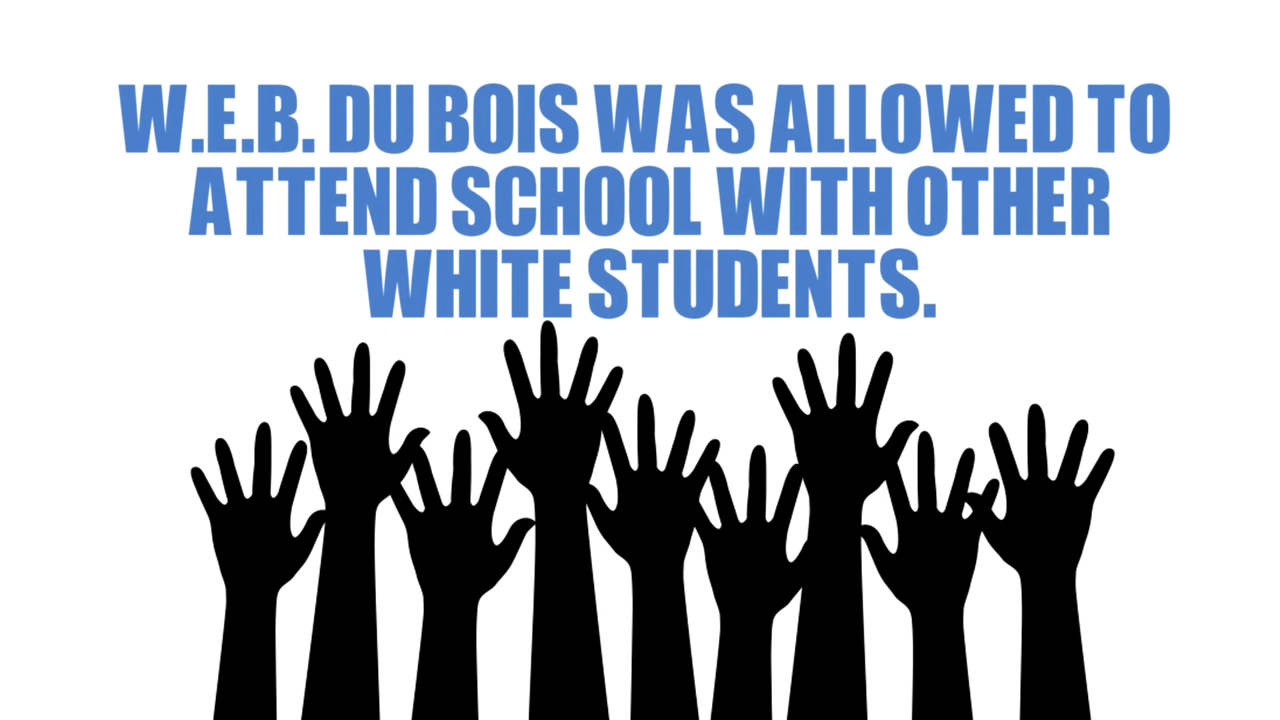 W.E.B. DU BOIS WAS ALLOWED TO
ATTEND SCHOOL WITH OTHER
WHITE STUDENTS.